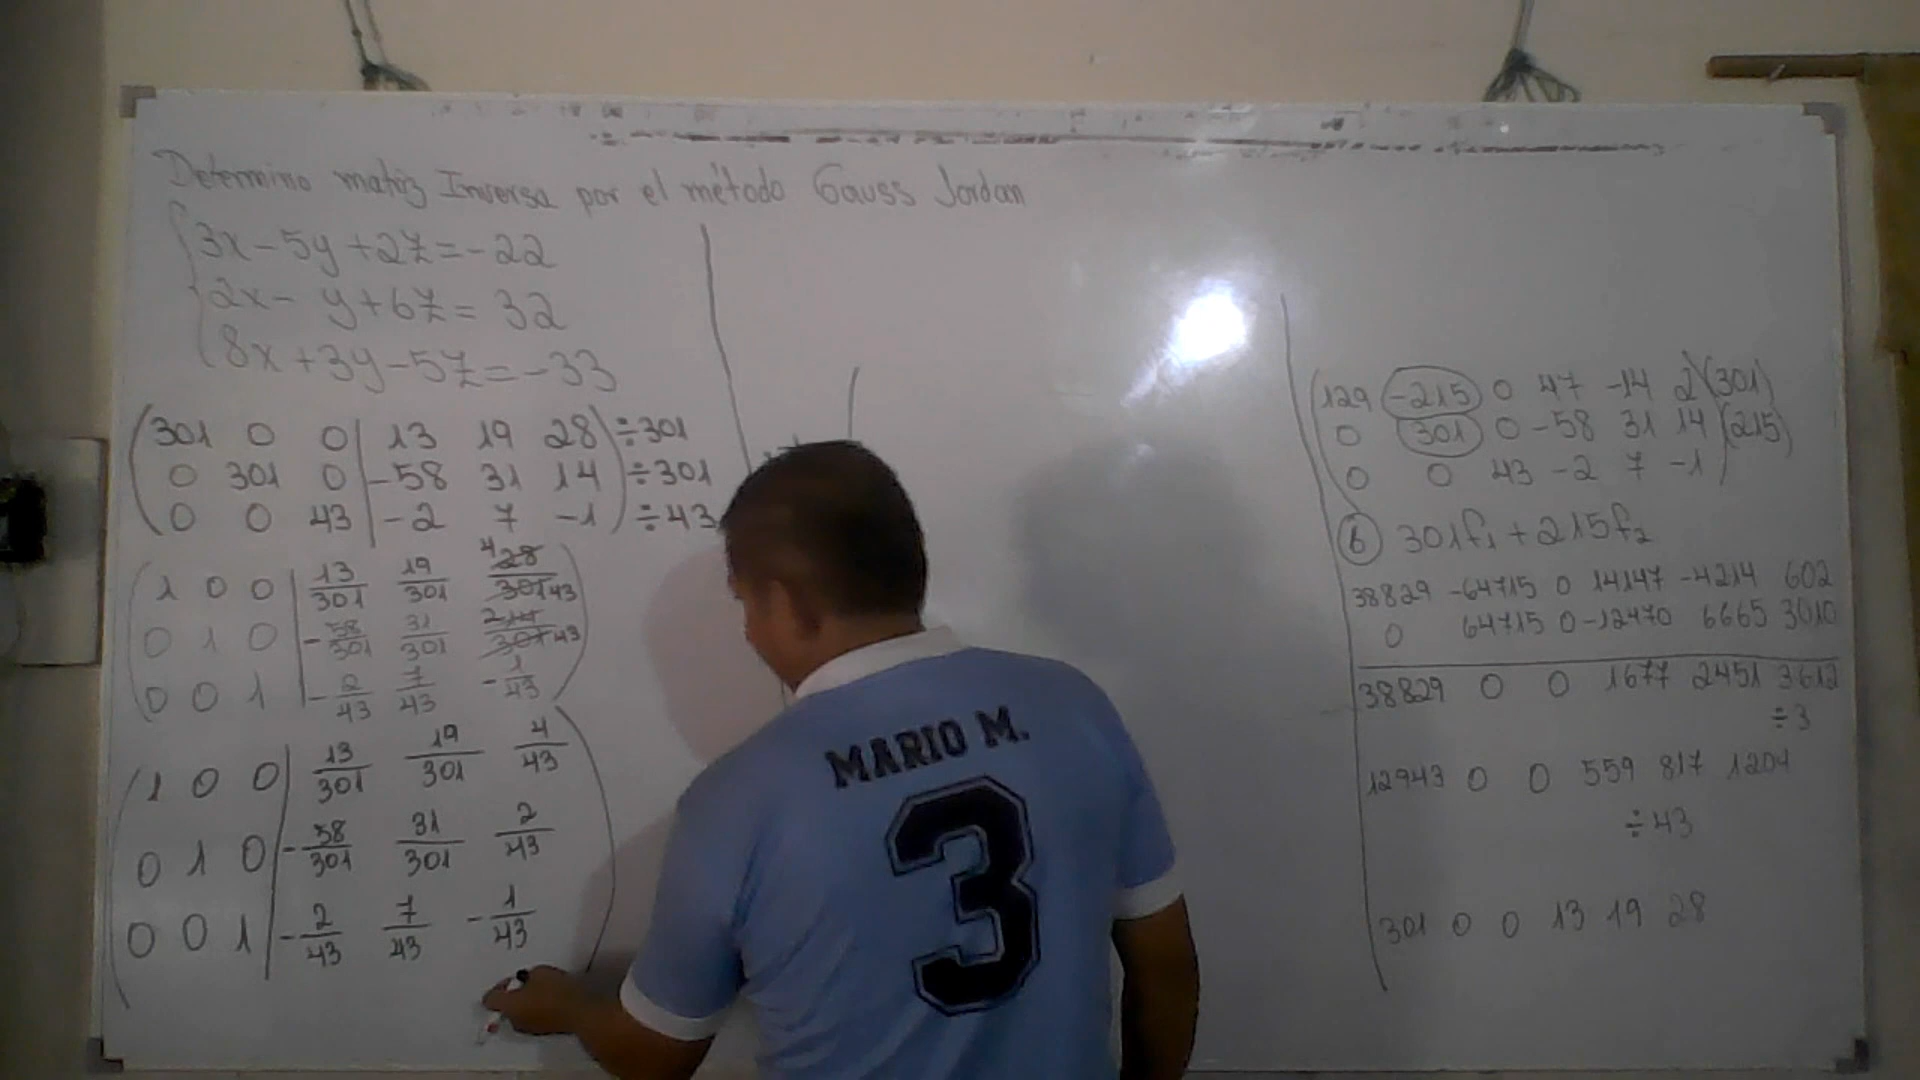 Determino matriz Inversa por el método Gauss Jordan
3x - 5y + 2z = -22
2x - y + 6z = 32
8x + 3y - 5z = -33
301 0 0 | 13 19 28 ÷301
0 301 0 | -58 31 14 ÷301
0 0 43 | -2 7 -1 ÷43
1 0 0 | 13/301 19/301 4 28/301 43
0 1 0 | -58/301 31/301 2 14/301 43
0 0 1 | -2/43 7/43 -1/43
1 0 0 | 13/301 19/301 4/43
0 1 0 | -58/301 31/301 2/43
0 0 1 | -2/43 7/43 -1/43
MARIO M.
3
129 -215 0 47 -14 2 (301)
0 301 0 -58 31 14 (215)
0 0 43 -2 7 -1
6 301f1 + 215f2
38829 -64715 0 14147 -4214 602
0 64715 0 -12470 6665 3010
38829 0 0 1677 2451 3612
÷3
12943 0 0 559 817 1204
÷43
301 0 0 13 19 28